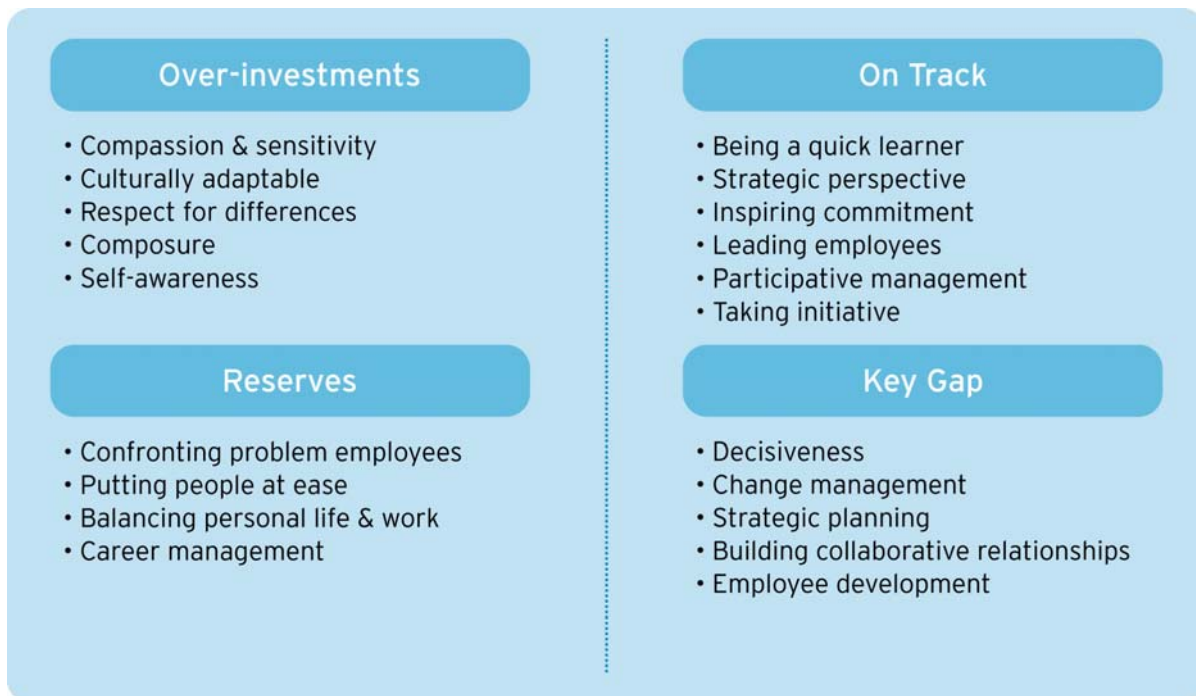 Over-investments
• Compassion & sensitivity
• Culturally adaptable
• Respect for differences
• Composure
• Self-awareness
On Track
• Being a quick learner
• Strategic perspective
• Inspiring commitment
• Leading employees
• Participative management
• Taking initiative
Reserves
• Confronting problem employees
• Putting people at ease
• Balancing personal life & work
• Career management
Key Gap
• Decisiveness
• Change management
• Strategic planning
• Building collaborative relationships
• Employee development